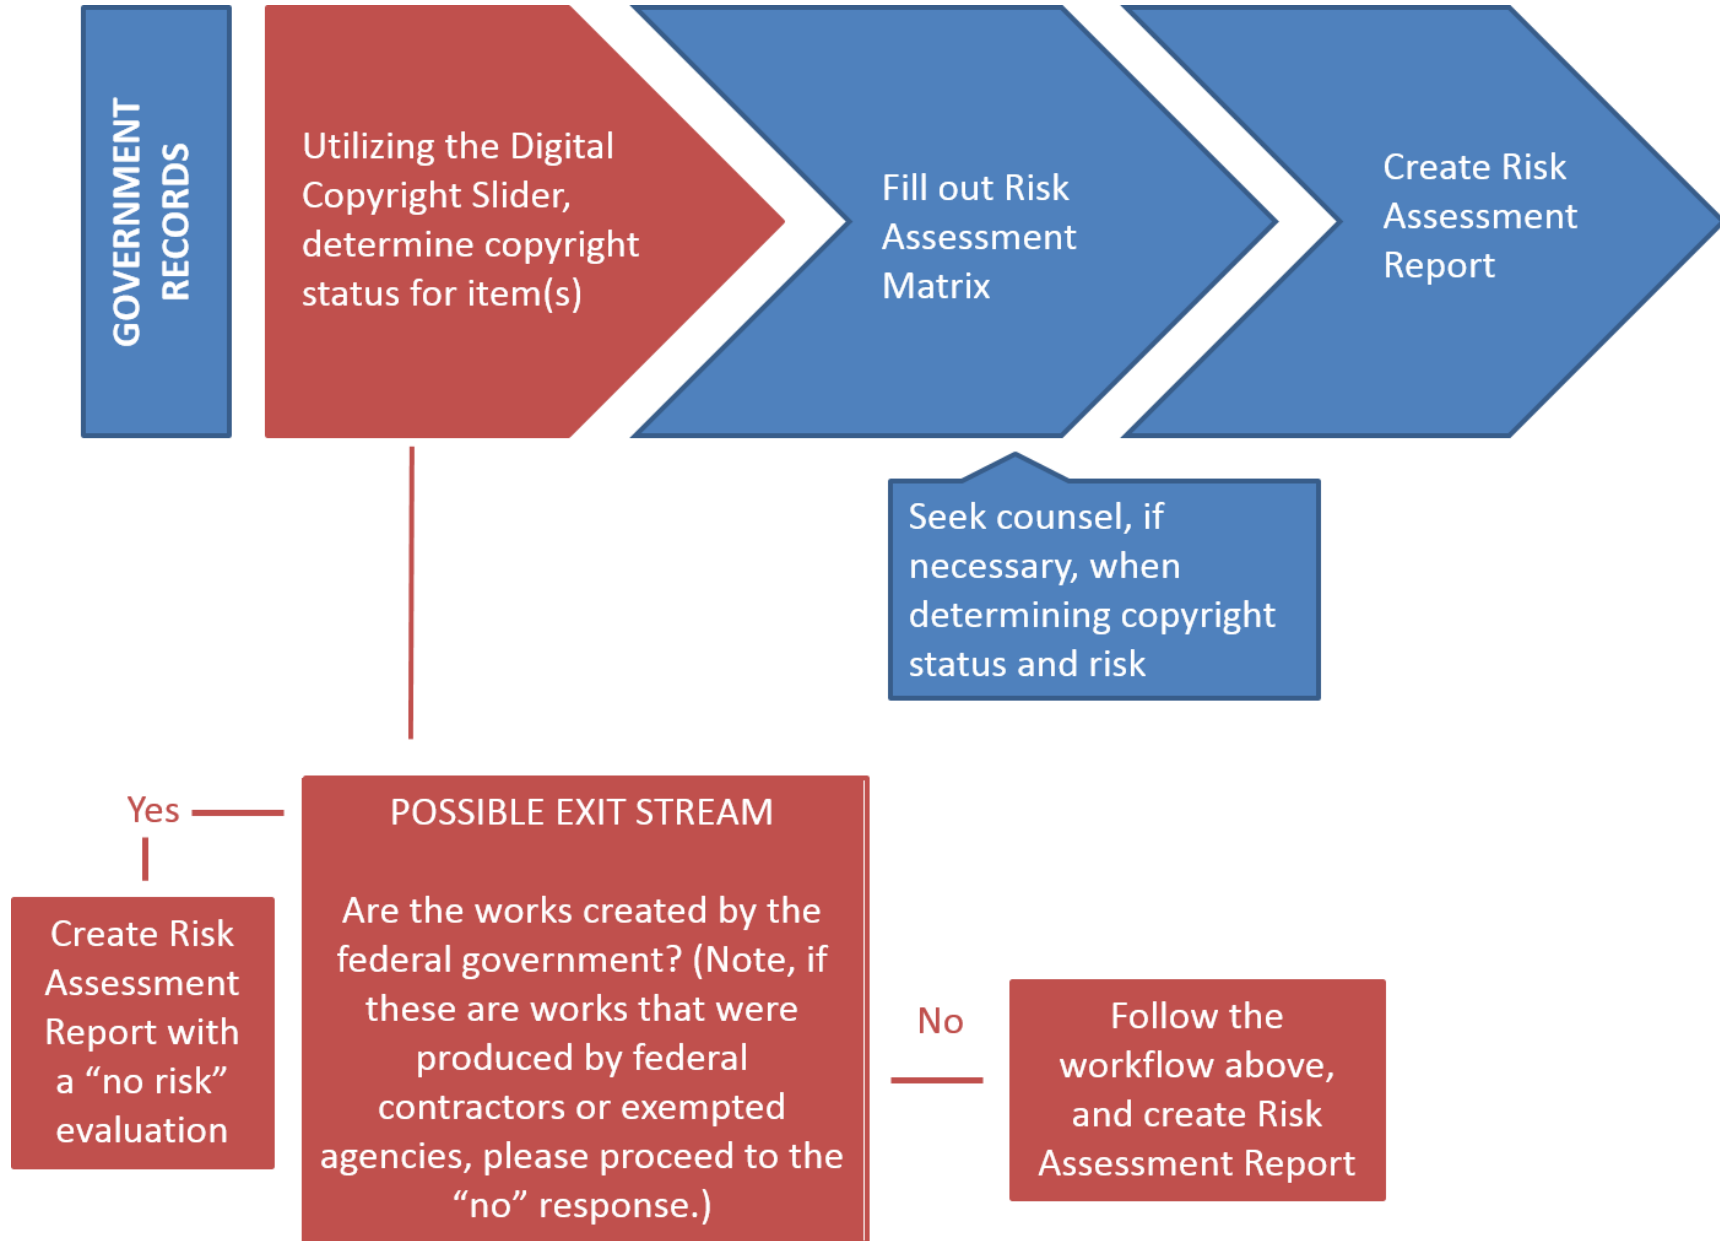 GOVERNMENT
RECORDS
Utilizing the Digital
Copyright Slider,
determine copyright
status for item(s)
Fill out Risk
Assessment
Matrix
Create Risk
Assessment
Report
Seek counsel, if
necessary, when
determining copyright
status and risk
Yes
POSSIBLE EXIT STREAM
Are the works created by the
federal government? (Note, if
these are works that were
produced by federal
contractors or exempted
agencies, please proceed to the
“no” response.)
Create Risk
Assessment
Report with
a “no risk”
evaluation
No
Follow the
workflow above,
and create Risk
Assessment Report